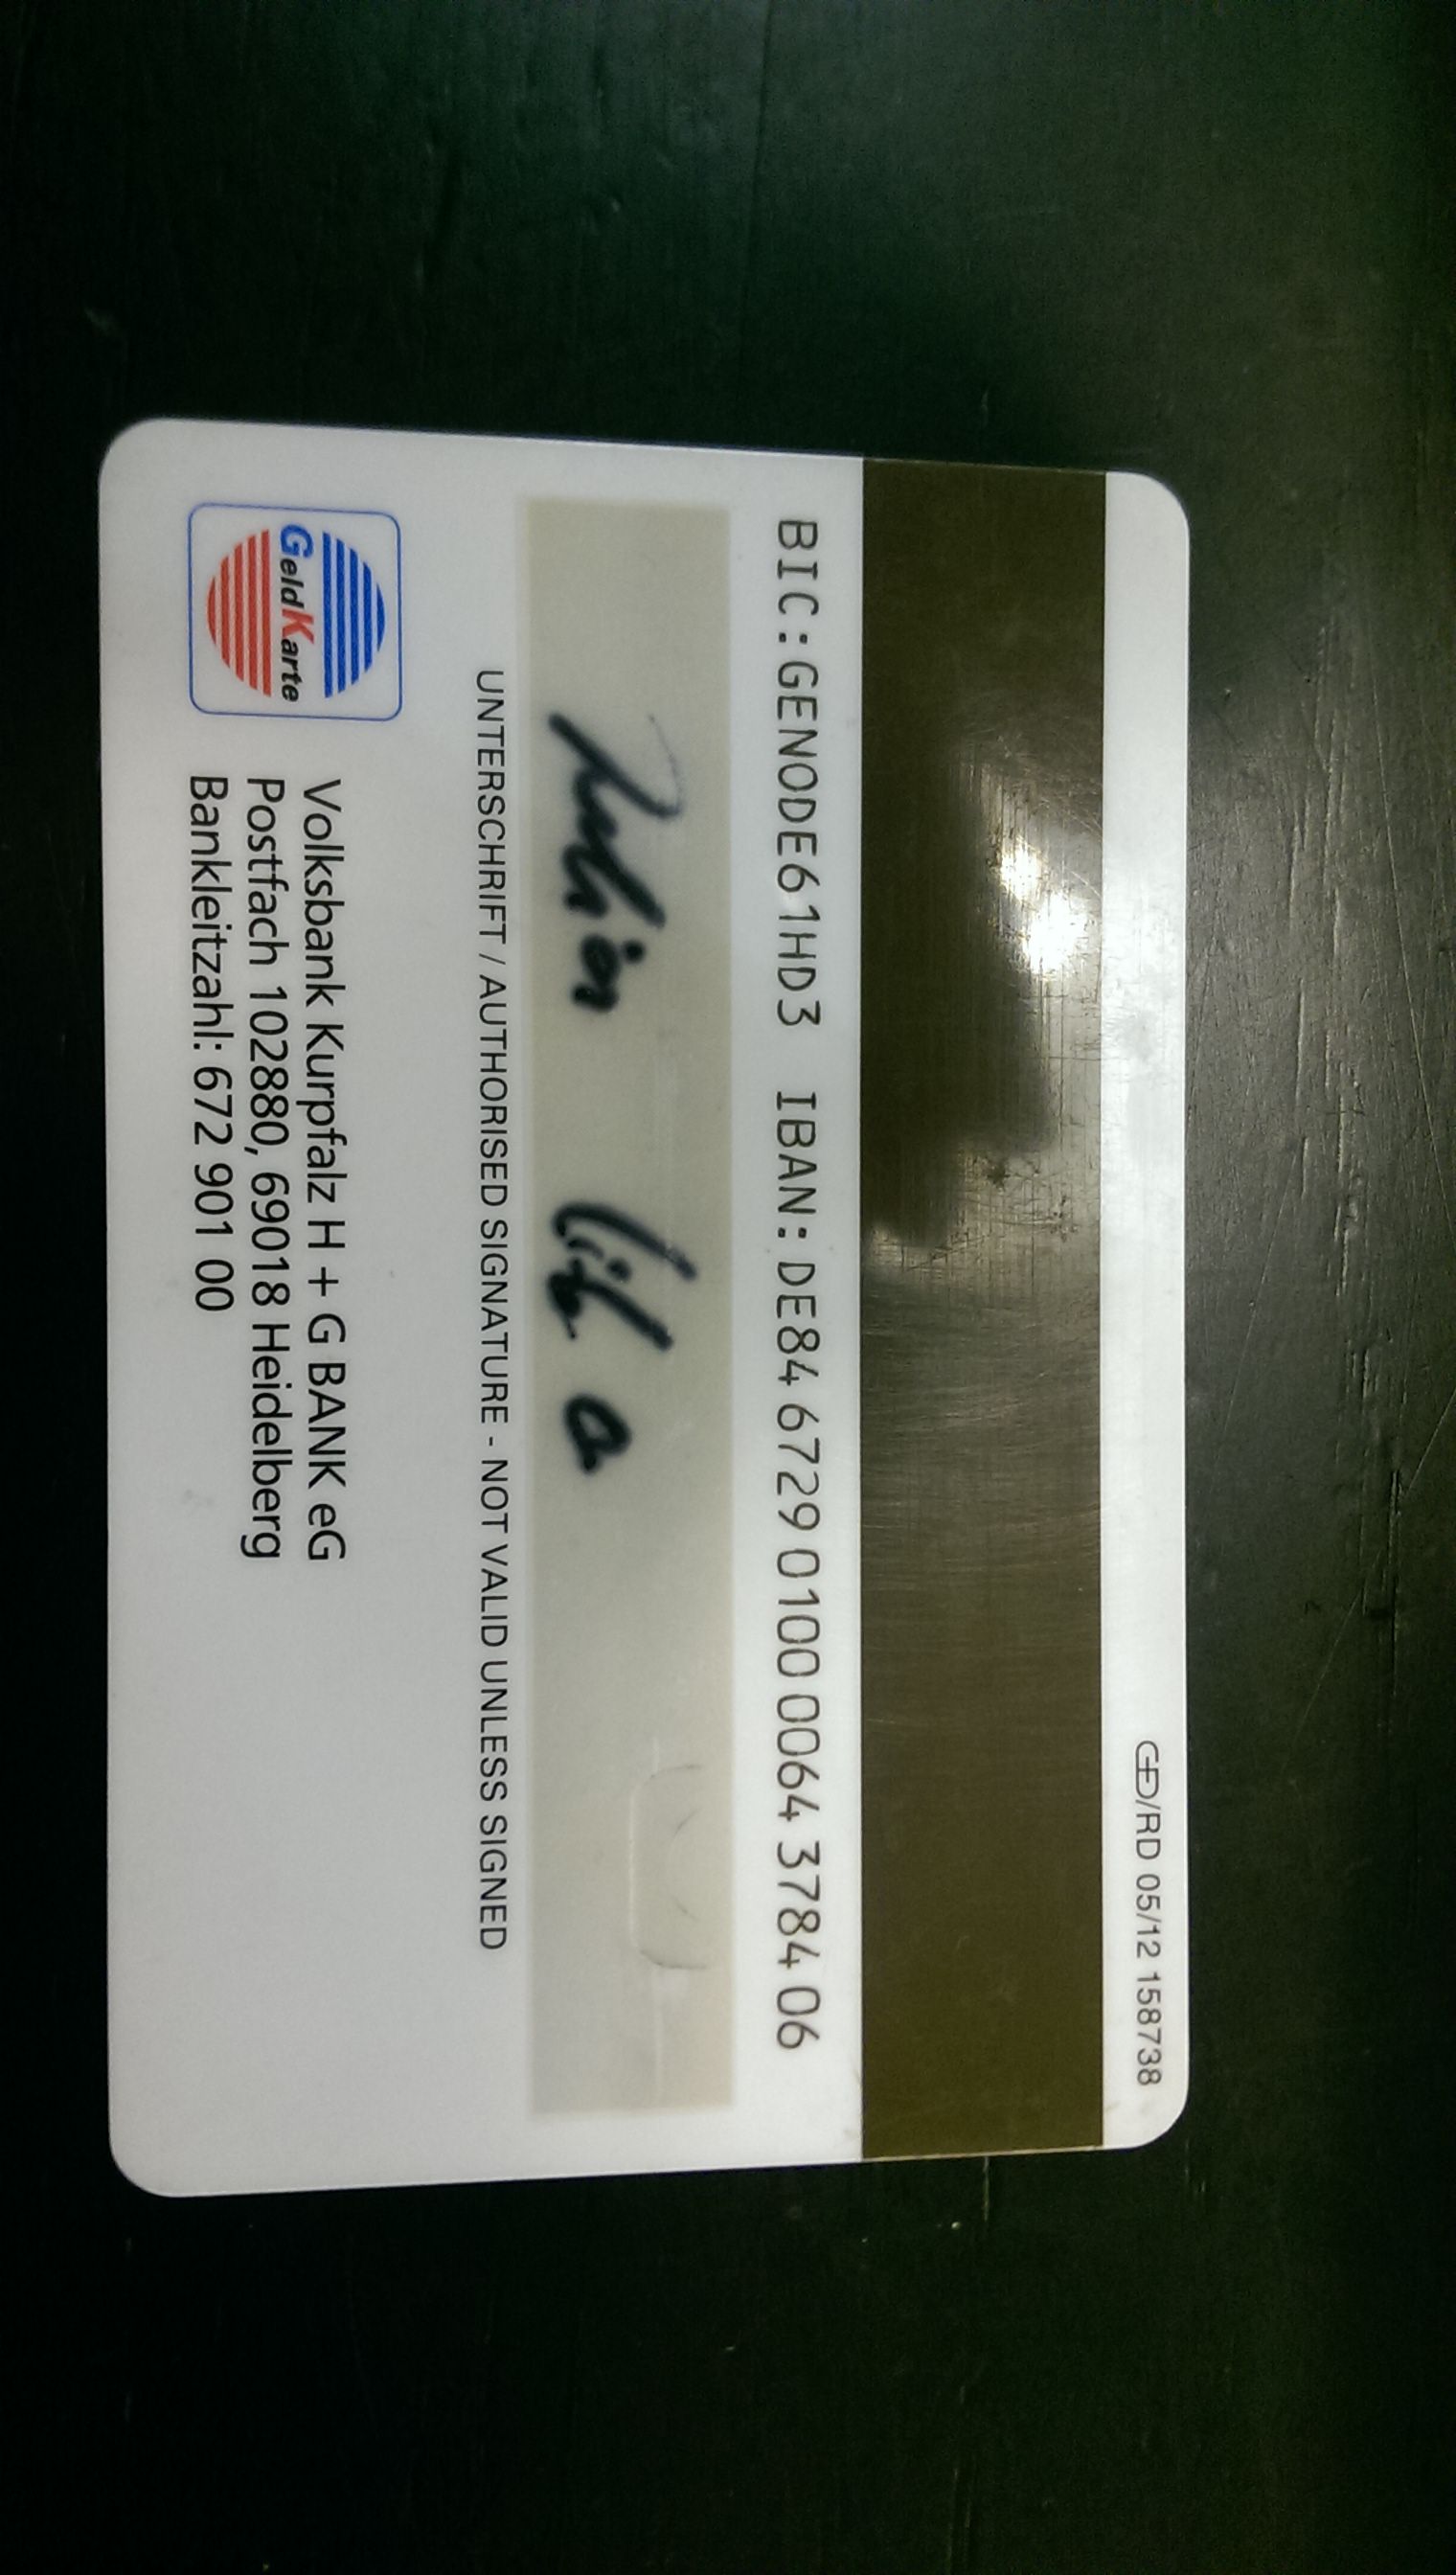 GD/RD 05/12 158738
BIC:GENODE61HD3 IBAN:DE84 6729 0100 0064 3784 06
UNTERSCHRIFT / AUTHORISED SIGNATURE - NOT VALID UNLESS SIGNED
GeldKarte
Volksbank Kurpfalz H + G BANK eG
Postfach 102880, 69018 Heidelberg
Bankleitzahl: 672 901 00